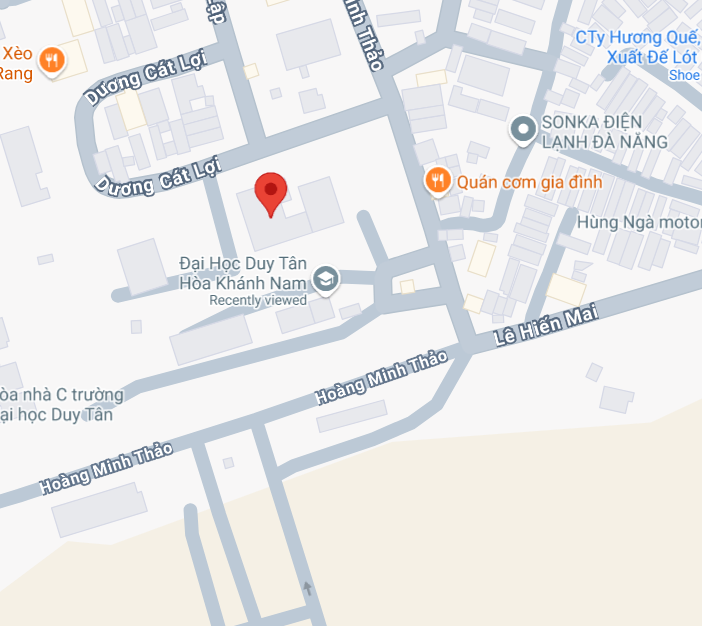 Xèo
Rang
ập
inh Thảo
CTy Hương Quế,
Xuất Đế Lót
Shoe
Dương Cát Lợi
SONKA ĐIỆN
LẠNH ĐÀ NẴNG
Dương Cát Lợi
Quán cơm gia đình
Hùng Ngà motor
Đại Học Duy Tân
Hòa Khánh Nam
Recently viewed
Lê Hiến Mai
Hoàng Minh Thảo
òa nhà C trường
ại học Duy Tân
Hoàng Minh Thảo